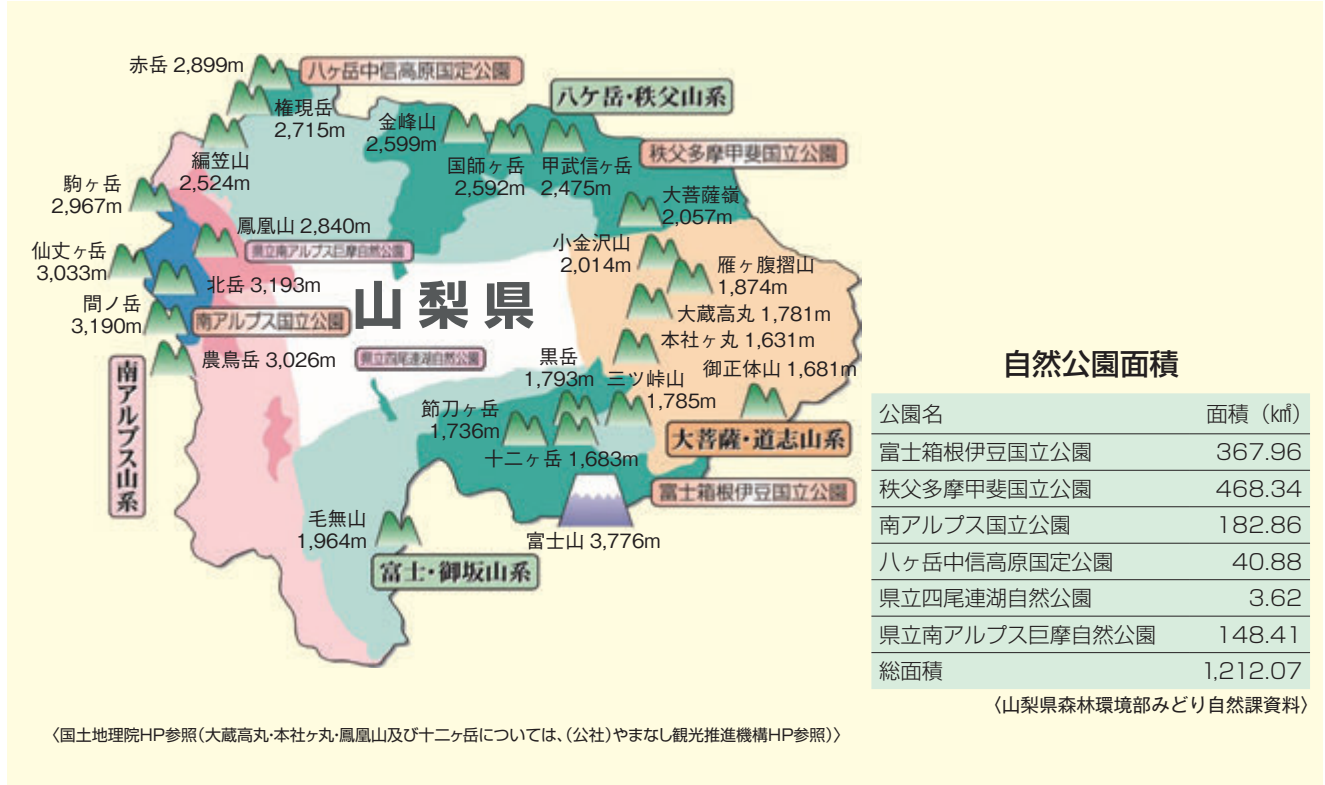 赤岳 2,899m
八ヶ岳中信高原国定公園
権現岳
2,715m
編笠山
2,524m
金峰山
2,599m
八ケ岳・秩父山系
国師ヶ岳
2,592m
甲武信ヶ岳
2,475m
秩父多摩甲斐国立公園
大菩薩嶺
2,057m
駒ヶ岳
2,967m
鳳凰山 2,840m
県立南アルプス巨摩自然公園
仙丈ヶ岳
3,033m
北岳 3,193m
間ノ岳
3,190m
南アルプス国立公園
農鳥岳 3,026m
南アルプス山系
山梨県
県立四尾連湖自然公園
小金沢山
2,014m
雁ヶ腹摺山
1,874m
大蔵高丸 1,781m
本社ヶ丸 1,631m
御正体山 1,681m
黒岳
1,793m
三ツ峠山
1,785m
節刀ヶ岳
1,736m
十二ヶ岳 1,683m
大菩薩・道志山系
富士箱根伊豆国立公園
毛無山
1,964m
富士山 3,776m
富士・御坂山系
〈国土地理院HP参照(大蔵高丸・本社ヶ丸・鳳凰山及び十二ヶ岳については、(公社)やまなし観光推進機構HP参照)〉
自然公園面積
公園名 面積(㎢)
富士箱根伊豆国立公園 367.96
秩父多摩甲斐国立公園 468.34
南アルプス国立公園 182.86
八ヶ岳中信高原国定公園 40.88
県立四尾連湖自然公園 3.62
県立南アルプス巨摩自然公園 148.41
総面積 1,212.07
〈山梨県森林環境部みどり自然課資料〉